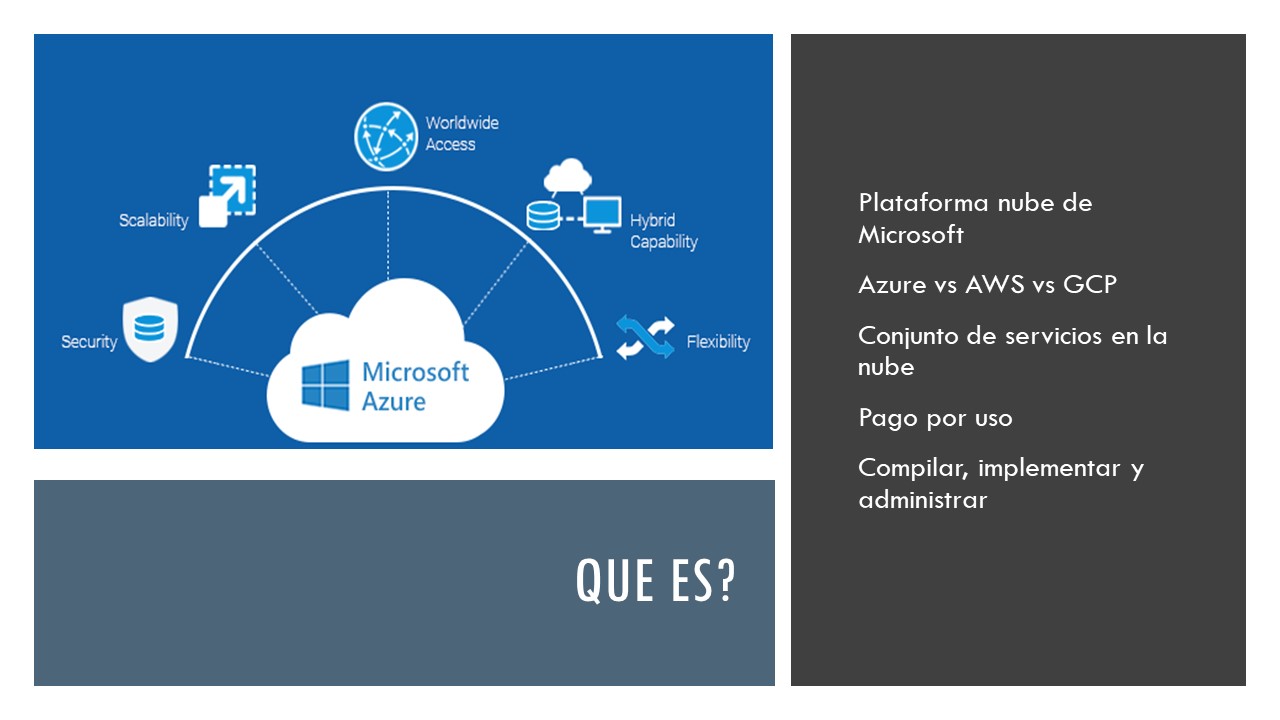 Worldwide
Access
Scalability
Hybrid
Capability
Security
Flexibility
Microsoft
Azure
QUE ES?
Plataforma nube de
Microsoft
Azure vs AWS vs GCP
Conjunto de servicios en la
nube
Pago por uso
Compilar, implementar y
administrar